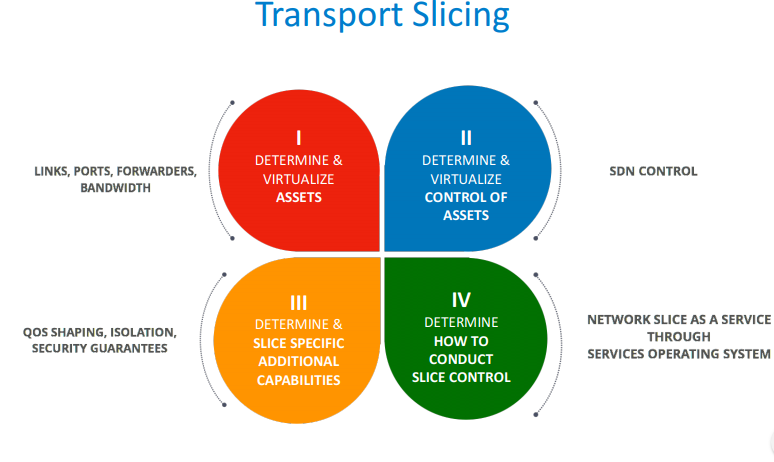 Transport Slicing
LINKS, PORTS, FORWARDERS,
BANDWIDTH
I
DETERMINE &
VIRTUALIZE
ASSETS
II
DETERMINE &
VIRTUALIZE
CONTROL OF
ASSETS
SDN CONTROL
QOS SHAPING, ISOLATION,
SECURITY GUARANTEES
III
DETERMINE &
SLICE SPECIFIC
ADDITIONAL
CAPABILITIES
IV
DETERMINE
HOW TO
CONDUCT
SLICE CONTROL
NETWORK SLICE AS A SERVICE
THROUGH
SERVICES OPERATING SYSTEM